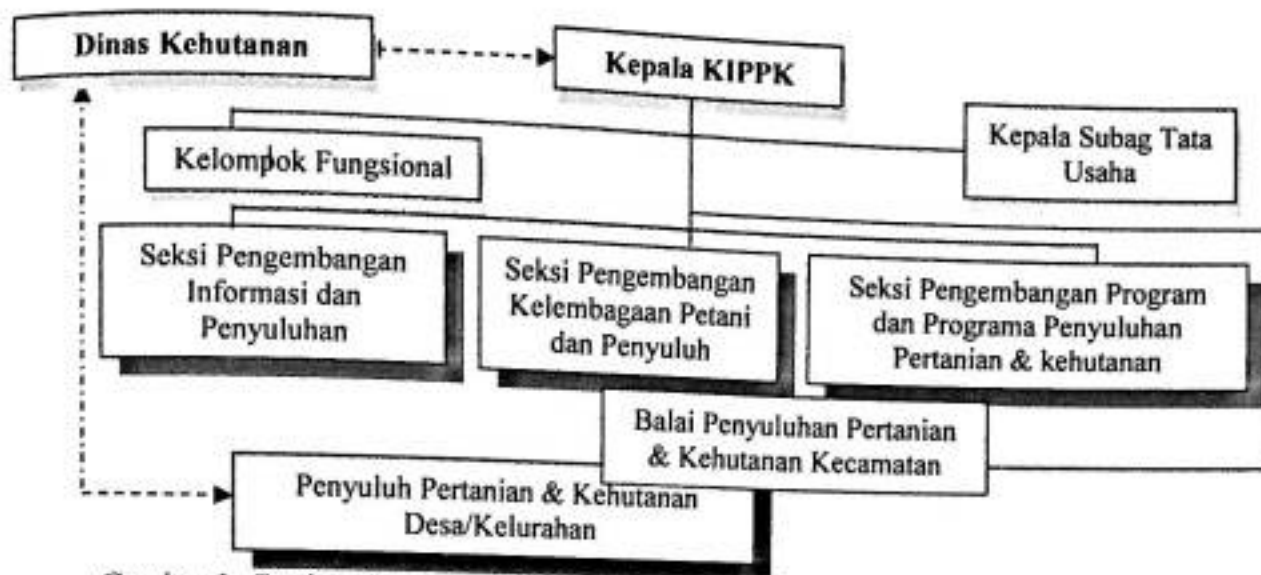 Dinas Kehutanan
Kepala KIPPK
Kelompok Fungsional
Kepala Subag Tata
Usaha
Seksi Pengembangan
Informasi dan
Penyuluhan
Seksi Pengembangan
Kelembagaan Petani
dan Penyuluh
Seksi Pengembangan Program
dan Programa Penyuluhan
Pertanian & kehutanan
Balai Penyuluhan Pertanian
& Kehutanan Kecamatan
Penyuluh Pertanian & Kehutanan
Desa/Kelurahan